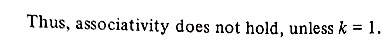 Thus, associativity does not hold, unless k = 1.